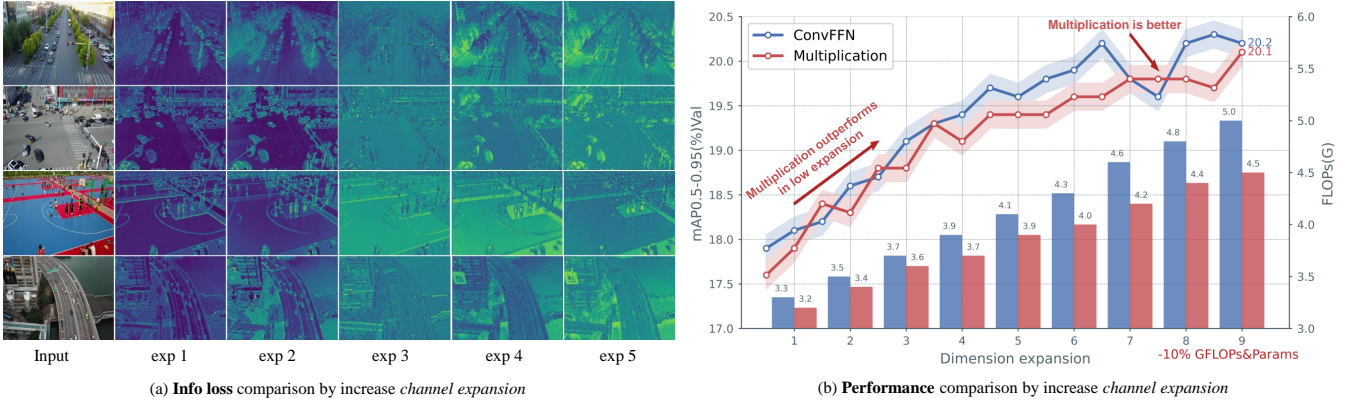 Input
exp 1
exp 2
exp 3
exp 4
exp 5
(a) Info loss comparison by increase channel expansion
ConvFFN
Multiplication
Multiplication is better
Multiplication outperforms
in low expansion
20.2
20.1
mAP0.5-0.95(%)Val
20.5
20.0
19.5
19.0
18.5
18.0
17.5
17.0
FLOPs(G)
6.0
5.5
5.0
4.5
4.0
3.5
3.0
3.3
3.2
3.5
3.4
3.7
3.6
3.9
3.7
4.1
3.9
4.3
4.0
4.6
4.2
4.8
4.4
5.0
4.5
1 2 3 4 5 6 7 8 9
Dimension expansion
-10% GFLOPs&Params
(b) Performance comparison by increase channel expansion